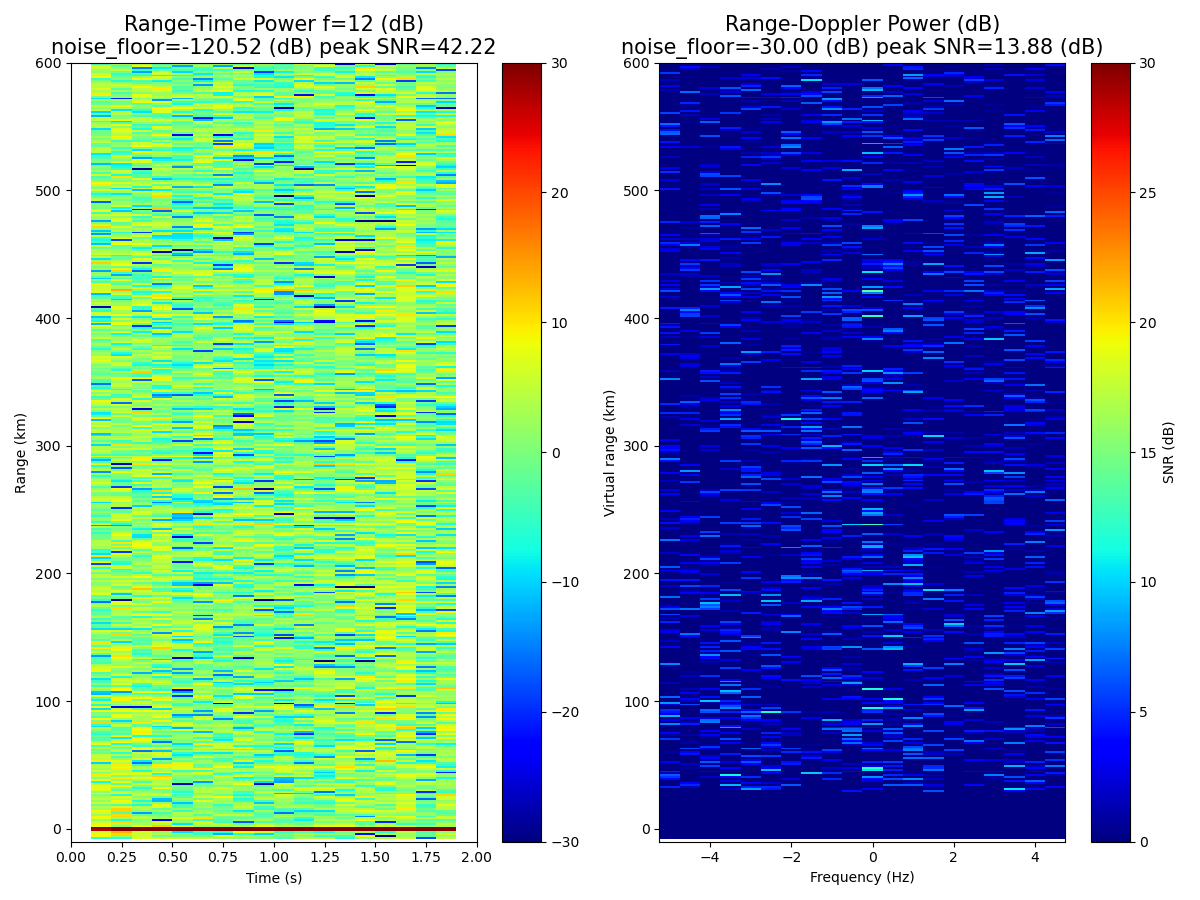 Range-Time Power f=12 (dB)
noise_floor=-120.52 (dB) peak SNR=42.22
Range (km)
600
500
400
300
200
100
0
0.00 0.25 0.50 0.75 1.00 1.25 1.50 1.75 2.00
Time (s)
30
20
10
0
−10
−20
−30
Range-Doppler Power (dB)
noise_floor=-30.00 (dB) peak SNR=13.88 (dB)
Virtual range (km)
600
500
400
300
200
100
0
−4 −2 0 2 4
Frequency (Hz)
30
25
20
15
10
5
0
SNR (dB)